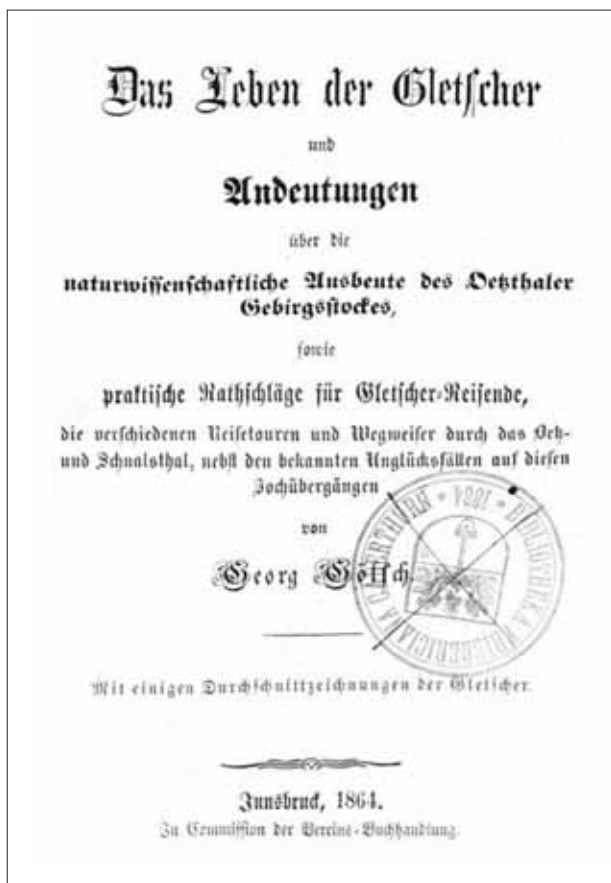 Das Leben der Gletscher
und
Andeutungen
über die
naturwissenschaftliche Ausbeute des Oetzthaler
Gebirgsstockes,
sowie
praktische Rathschläge für Gletscher-Reisende,
die verschiedenen Reisetouren und Wegweiser durch das Oetz-
und Schnalsthal, nebst den bekannten Unglücksfällen auf diesen
Jochübergängen
von
Georg Götsch.
BIBLIOTHEKA FRIDERICIANA
Mit einigen Durchschnittzeichnungen der Gletscher.
Innsbruck, 1864.
In Commission der Vereins-Buchhandlung.